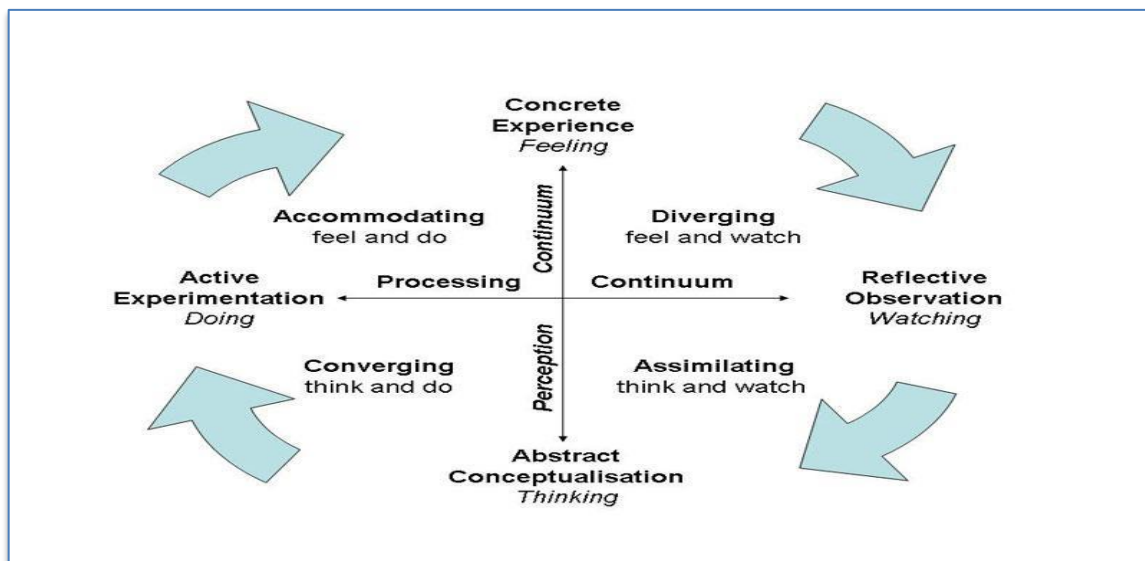 Concrete
Experience
Feeling
Accommodating
feel and do
Continuum
Diverging
feel and watch
Active
Experimentation
Doing
Processing
Continuum
Reflective
Observation
Watching
Converging
think and do
Perception
Assimilating
think and watch
Abstract
Conceptualisation
Thinking